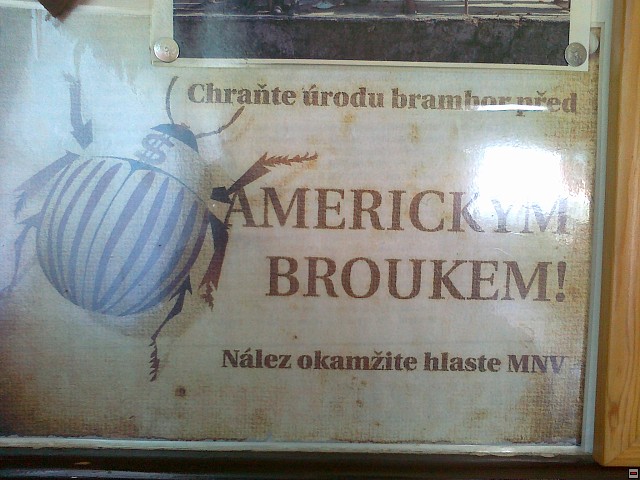 Chraňte úrodu brambor před
AMERICKÝM
BROUKEM!
Nález okamžite hlaste MNV